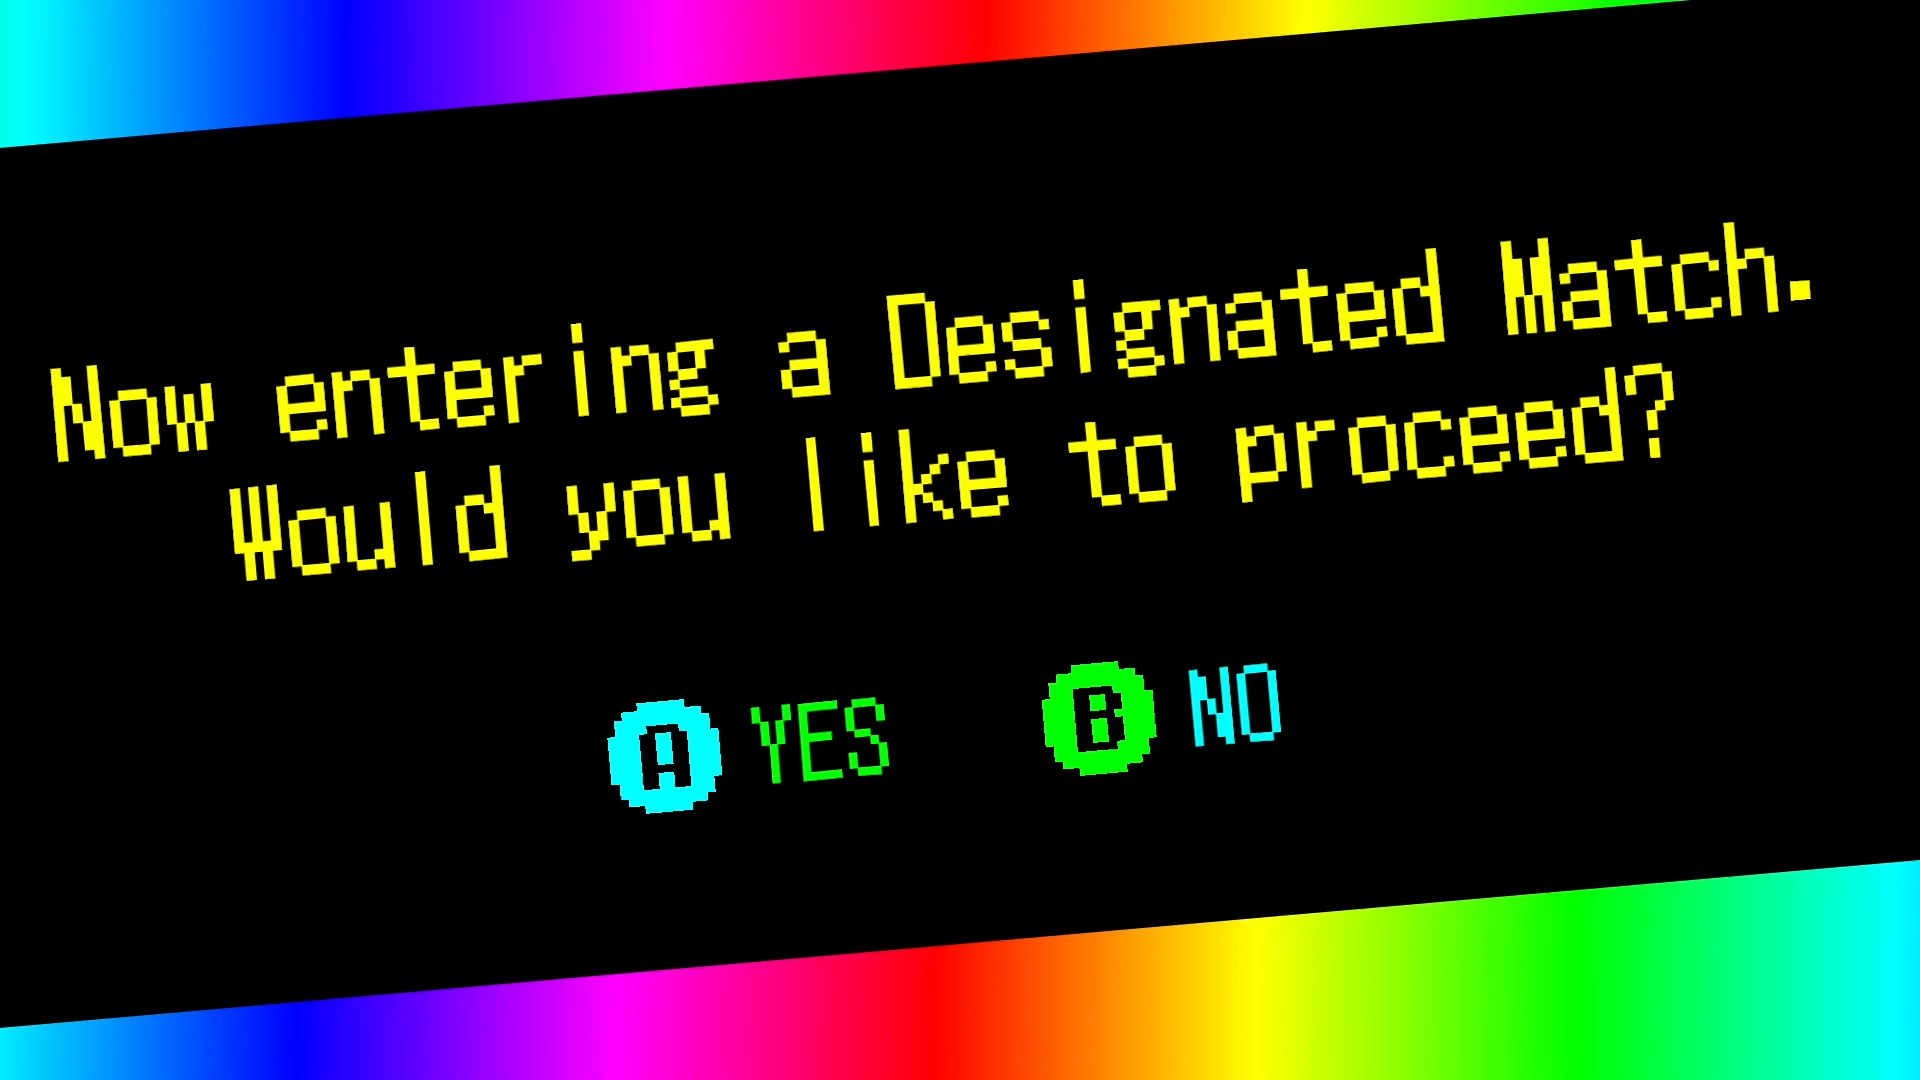 Now entering a Designated Match.
Would you like to proceed?
A YES B NO